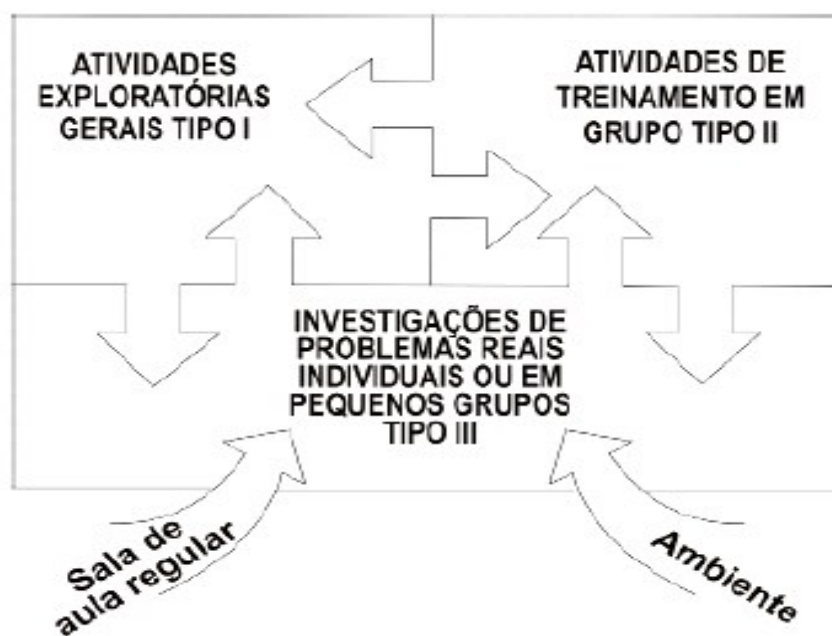 ATIVIDADES
EXPLORATÓRIAS
GERAIS TIPO I
ATIVIDADES DE
TREINAMENTO EM
GRUPO TIPO II
INVESTIGAÇÕES DE
PROBLEMAS REAIS
INDIVIDUAIS OU EM
PEQUENOS GRUPOS
TIPO III
Sala de
aula regular
Ambiente